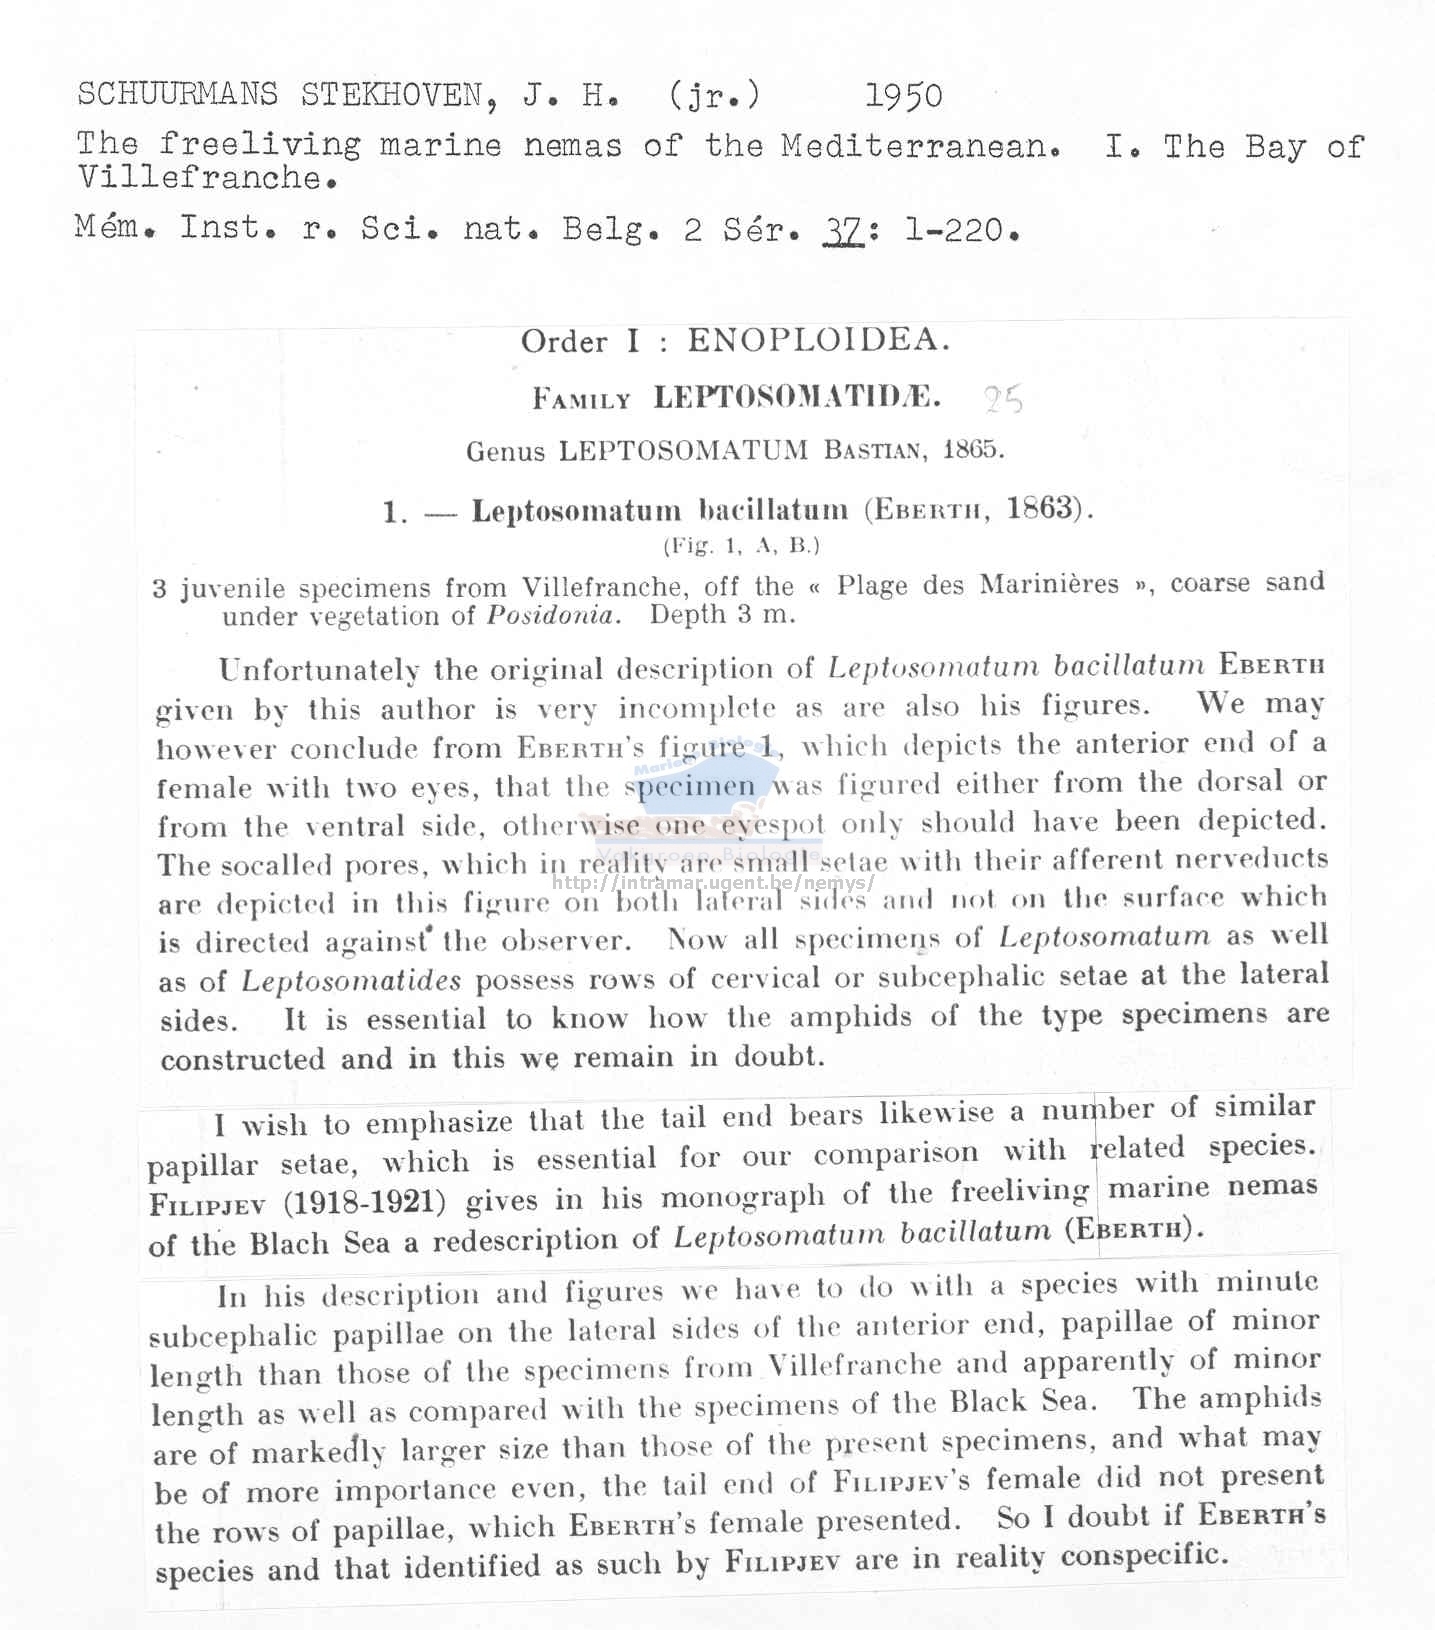 SCHUURMANS STEKHOVEN, J. H. (jr.) 1950
The freeliving marine nemas of the Mediterranean. I. The Bay of
Villefranche.
Mém. Inst. r. Sci. nat. Belg. 2 Sér. 37: 1-220.
Order I : ENOPLOIDEA.
FAMILY LEPTOSOMATIDÆ. 25
Genus LEPTOSOMATUM BASTIAN, 1865.
1. — Leptosomatum bacillatum (EBERTH, 1863).
(Fig. 1, A, B.)
3 juvenile specimens from Villefranche, off the « Plage des Marinières », coarse sand
under vegetation of Posidonia. Depth 3 m.
Unfortunately the original description of Leptosomatum bacillatum EBERTH
given by this author is very incomplete as are also his figures. We may
however conclude from EBERTH's figure 1, which depicts the anterior end of a
female with two eyes, that the specimen was figured either from the dorsal or
from the ventral side, otherwise one eyespot only should have been depicted.
The socalled pores, which in reality are small setae with their afferent nerveducts
are depicted in this figure on both lateral sides and not on the surface which
is directed against the observer. Now all specimens of Leptosomatum as well
as of Leptosomatides possess rows of cervical or subcephalic setae at the lateral
sides. It is essential to know how the amphids of the type specimens are
constructed and in this we remain in doubt.
I wish to emphasize that the tail end bears likewise a number of similar
papillar setae, which is essential for our comparison with related species.
FILIPJEV (1918-1921) gives in his monograph of the freeliving marine nemas
of the Blach Sea a redescription of Leptosomatum bacillatum (EBERTH).
In his description and figures we have to do with a species with minute
subcephalic papillae on the lateral sides of the anterior end, papillae of minor
length than those of the specimens from Villefranche and apparently of minor
length as well as compared with the specimens of the Black Sea. The amphids
are of markedly larger size than those of the present specimens, and what may
be of more importance even, the tail end of FILIPJEV's female did not present
the rows of papillae, which EBERTH's female presented. So I doubt if EBERTH's
species and that identified as such by FILIPJEV are in reality conspecific.
Mariene Biologie
Vakgroep Biologie
http://intramar.ugent.be/nemys/